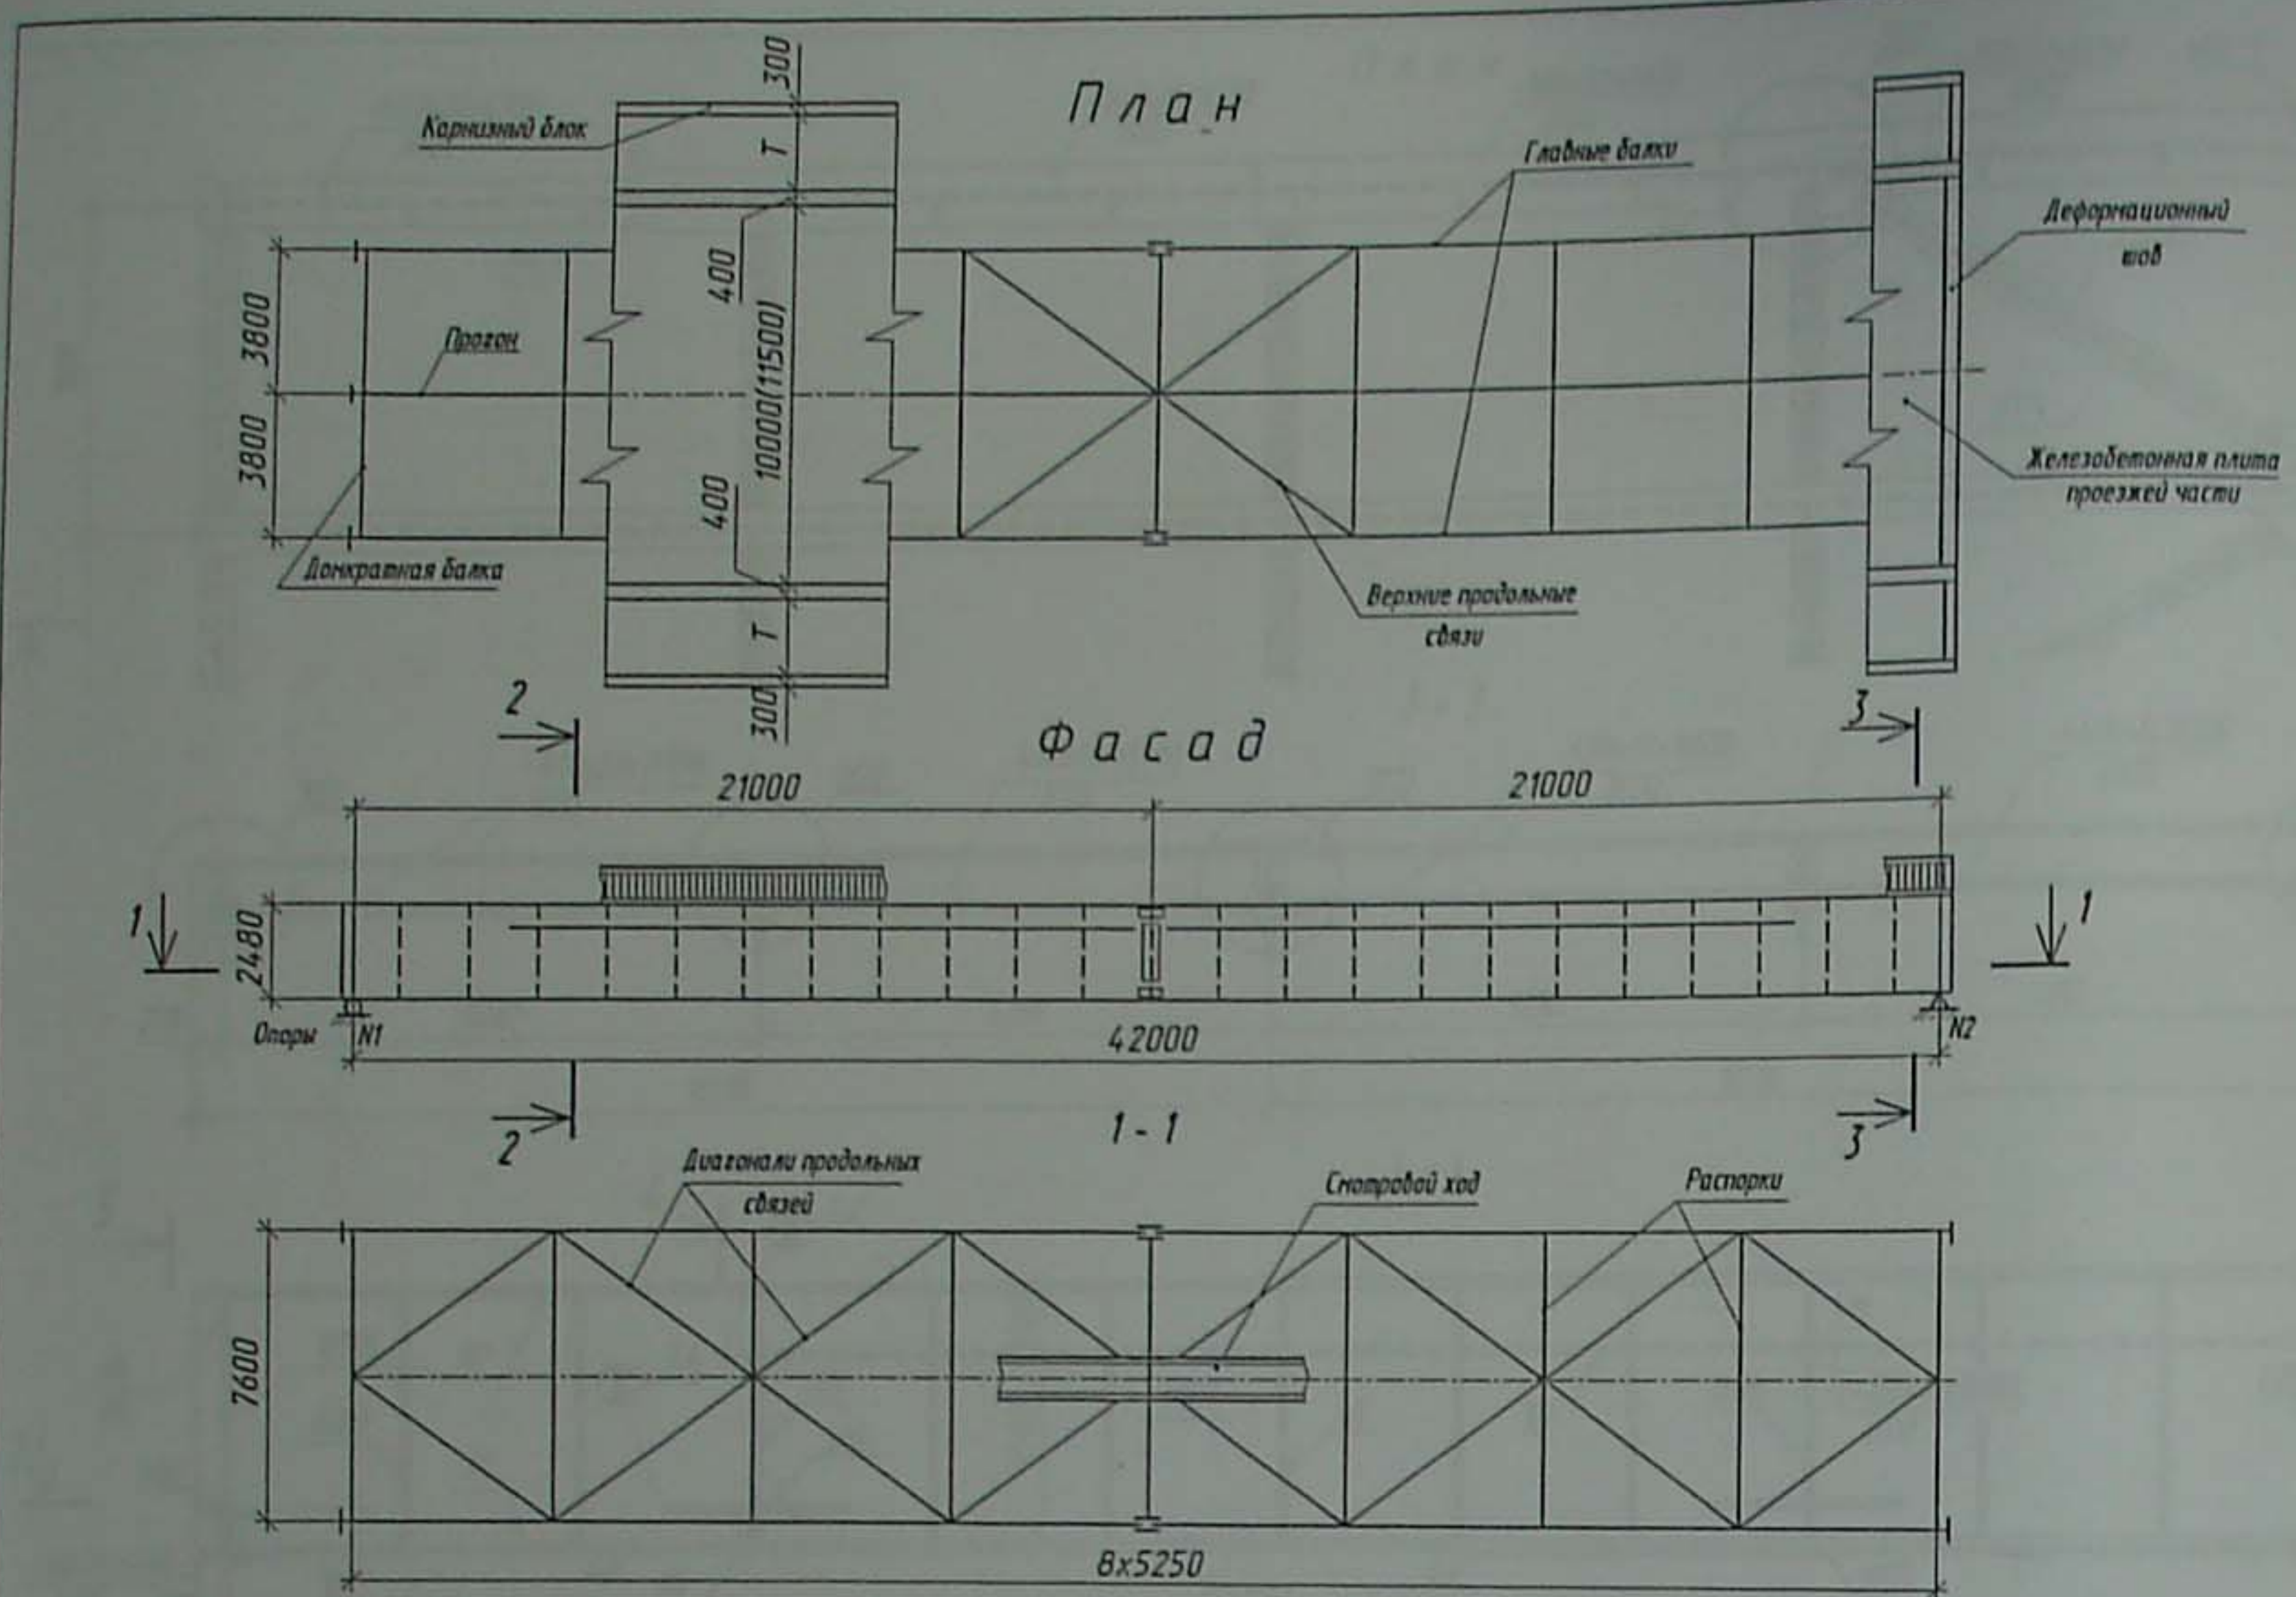 План
300
Карнизный блок
Т
Главные балки
Деформационный
шов
400
3800
Прогон
10000(11500)
3800
400
Железобетонная плита
проезжей части
Домкратная балка
Верхние продольные
связи
Т
300
2
3
Фасад
21000
21000
1
2480
1
Опоры
N1
42000
N2
2
1-1
3
Диагонали продольных
связей
Смотровой ход
Распорки
7600
8x5250